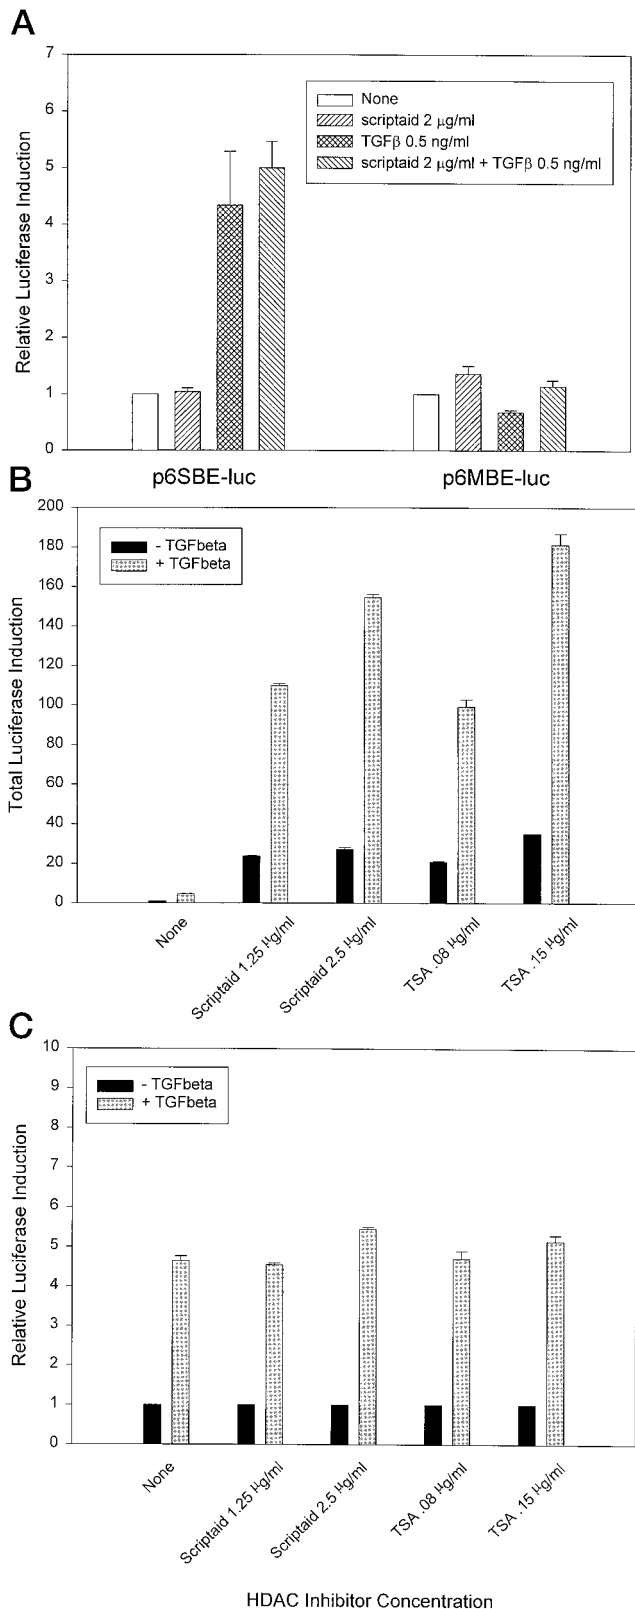 A
7
6
5
4
3
2
1
0
Relative Luciferase Induction
None
scriptaid 2 μg/ml
TGFβ 0.5 ng/ml
scriptaid 2 μg/ml + TGFβ 0.5 ng/ml
p6SBE-luc
p6MBE-luc
B
200
180
160
140
120
100
80
60
40
20
0
Total Luciferase Induction
- TGFbeta
+ TGFbeta
None
Scriptaid 1.25 μg/ml
Scriptaid 2.5 μg/ml
TSA .08 μg/ml
TSA .15 μg/ml
C
10
9
8
7
6
5
4
3
2
1
0
Relative Luciferase Induction
- TGFbeta
+ TGFbeta
None
Scriptaid 1.25 μg/ml
Scriptaid 2.5 μg/ml
TSA .08 μg/ml
TSA .15 μg/ml
HDAC Inhibitor Concentration